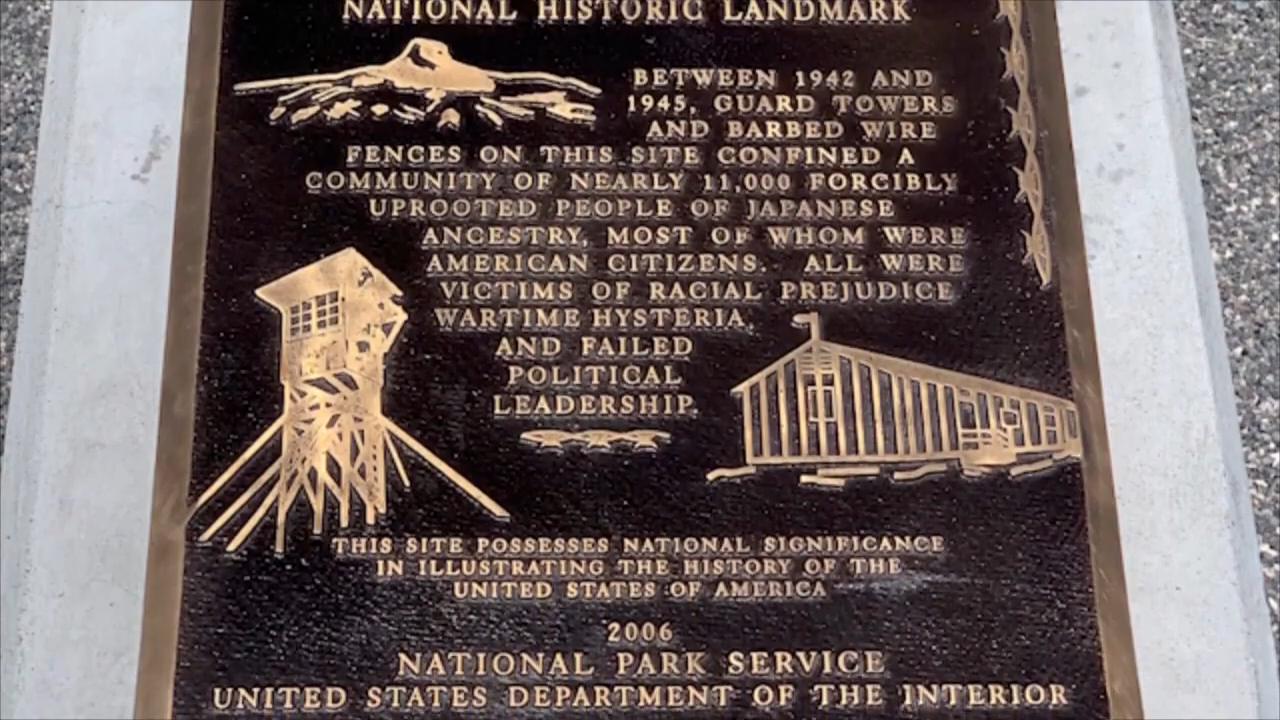 NATIONAL HISTORIC LANDMARK
BETWEEN 1942 AND
1945, GUARD TOWERS
AND BARBED WIRE
FENCES ON THIS SITE CONFINED A
COMMUNITY OF NEARLY 11,000 FORCIBLY
UPROOTED PEOPLE OF JAPANESE
ANCESTRY, MOST OF WHOM WERE
AMERICAN CITIZENS. ALL WERE
VICTIMS OF RACIAL PREJUDICE
WARTIME HYSTERIA,
AND FAILED
POLITICAL
LEADERSHIP.
THIS SITE POSSESSES NATIONAL SIGNIFICANCE
IN ILLUSTRATING THE HISTORY OF THE
UNITED STATES OF AMERICA
2006
NATIONAL PARK SERVICE
UNITED STATES DEPARTMENT OF THE INTERIOR